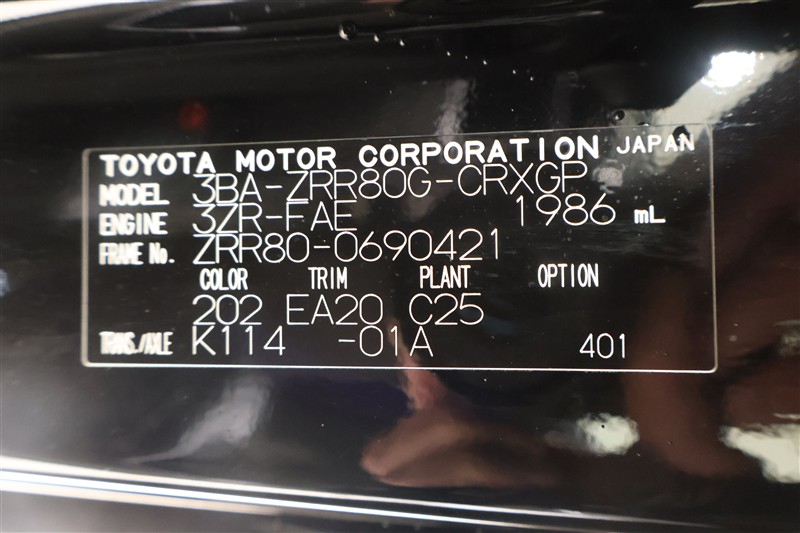 TOYOTA MOTOR CORPORATION JAPAN
MODEL 3BA-ZRR80G-CRXGP
ENGINE 3ZR-FAE 1986 mL
FRAME No. ZRR80-0690421
COLOR TRIM PLANT OPTION
202 EA20 C25
TRANS./AXLE K114 -01A 401